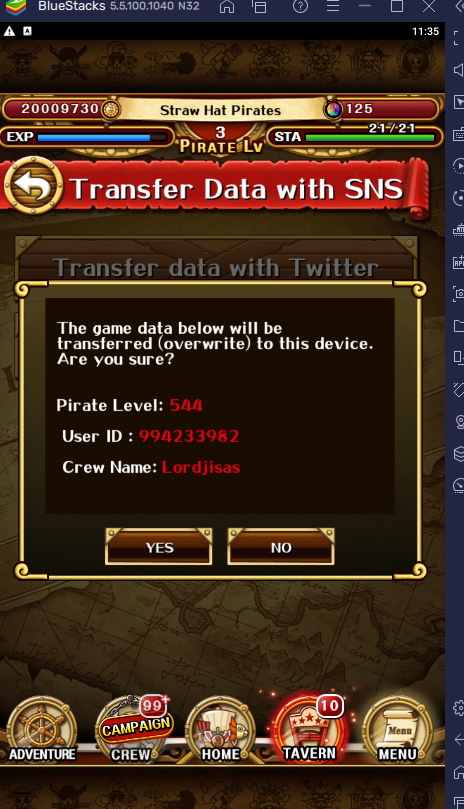 BlueStacks 5.5.100.1040 N32
11:35
20009730 Straw Hat Pirates 125
EXP 3 STA 21/21
PIRATE LV
Transfer Data with SNS
Transfer data with Twitter
The game data below will be
transferred (overwrite) to this device.
Are you sure?
Pirate Level: 544
User ID : 994233982
Crew Name: Lordjisas
YES NO
99+ 10
CAMPAIGN
Menu
ADVENTURE CREW HOME TAVERN MENU